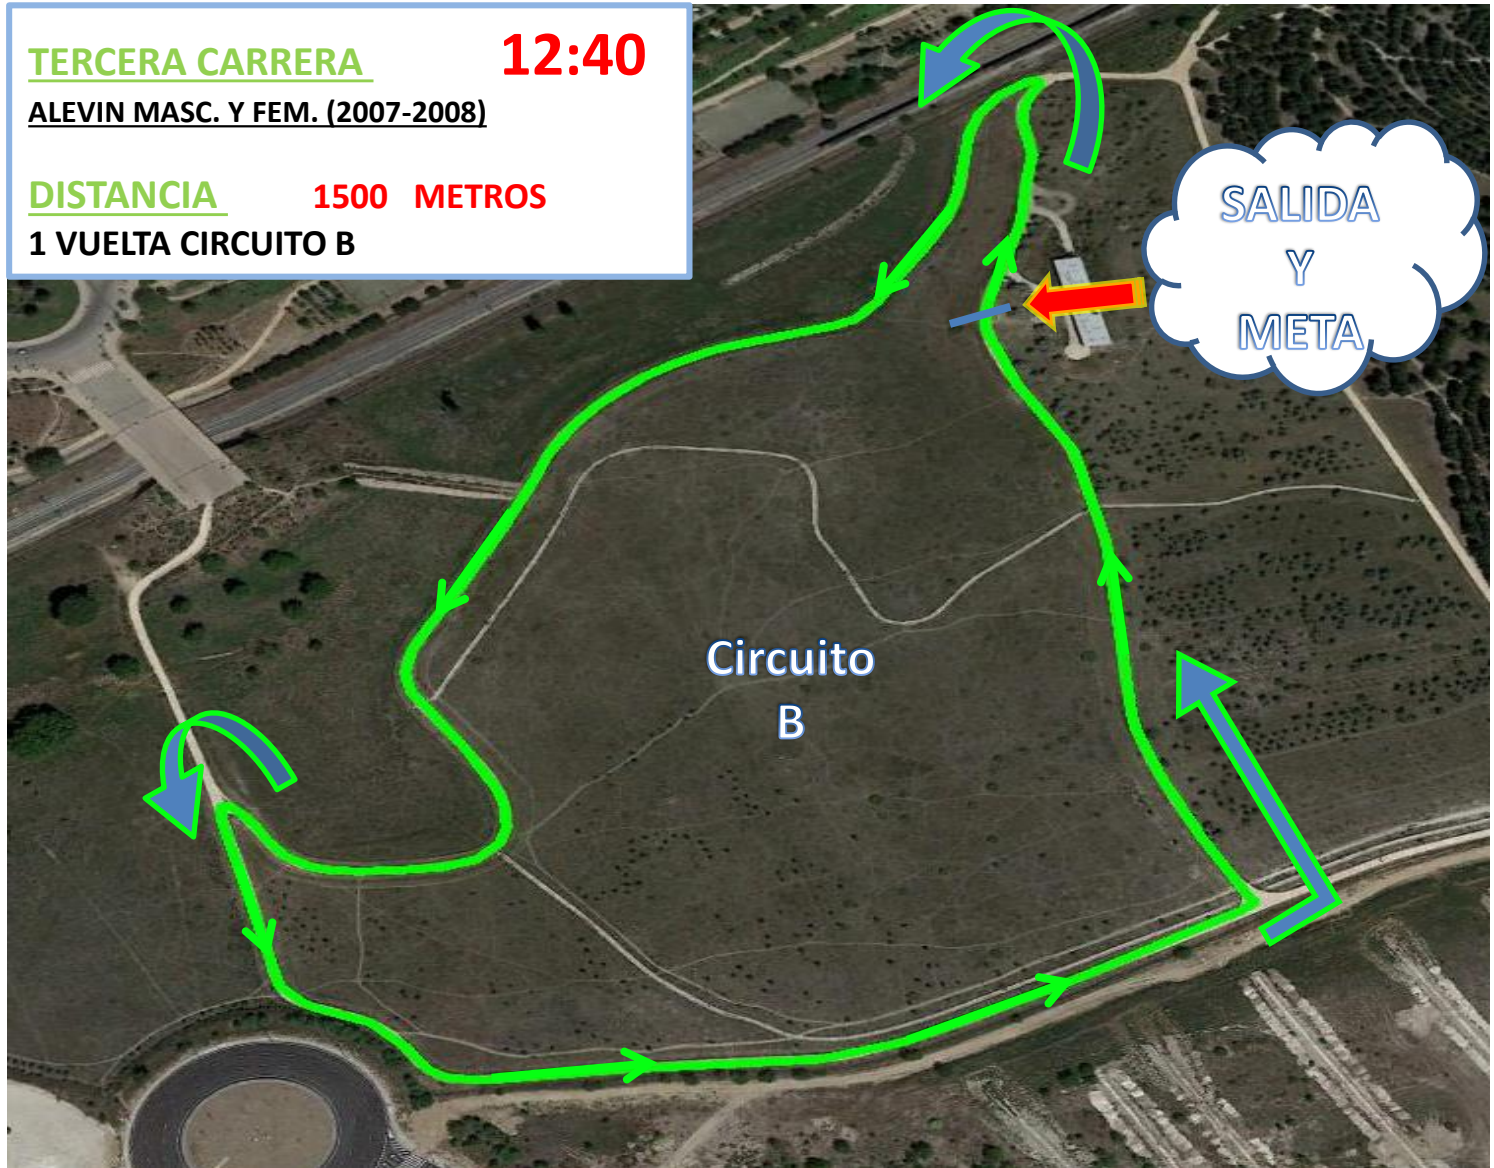 TERCERA CARRERA 12:40
ALEVIN MASC. Y FEM. (2007-2008)
DISTANCIA 1500 METROS
1 VUELTA CIRCUITO B
SALIDA
Y
META
Circuito
B